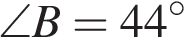 ∠B = 44°